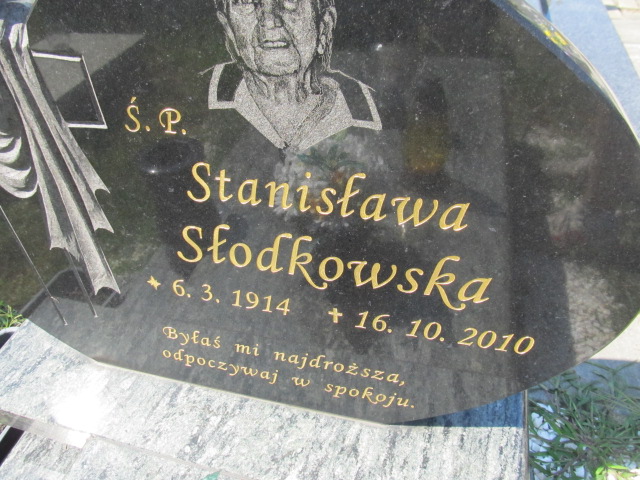 Ś. P.
Stanisława
Słodkowska
* 6. 3. 1914 ✝ 16. 10. 2010
Byłaś mi najdroższa,
odpoczywaj w spokoju.